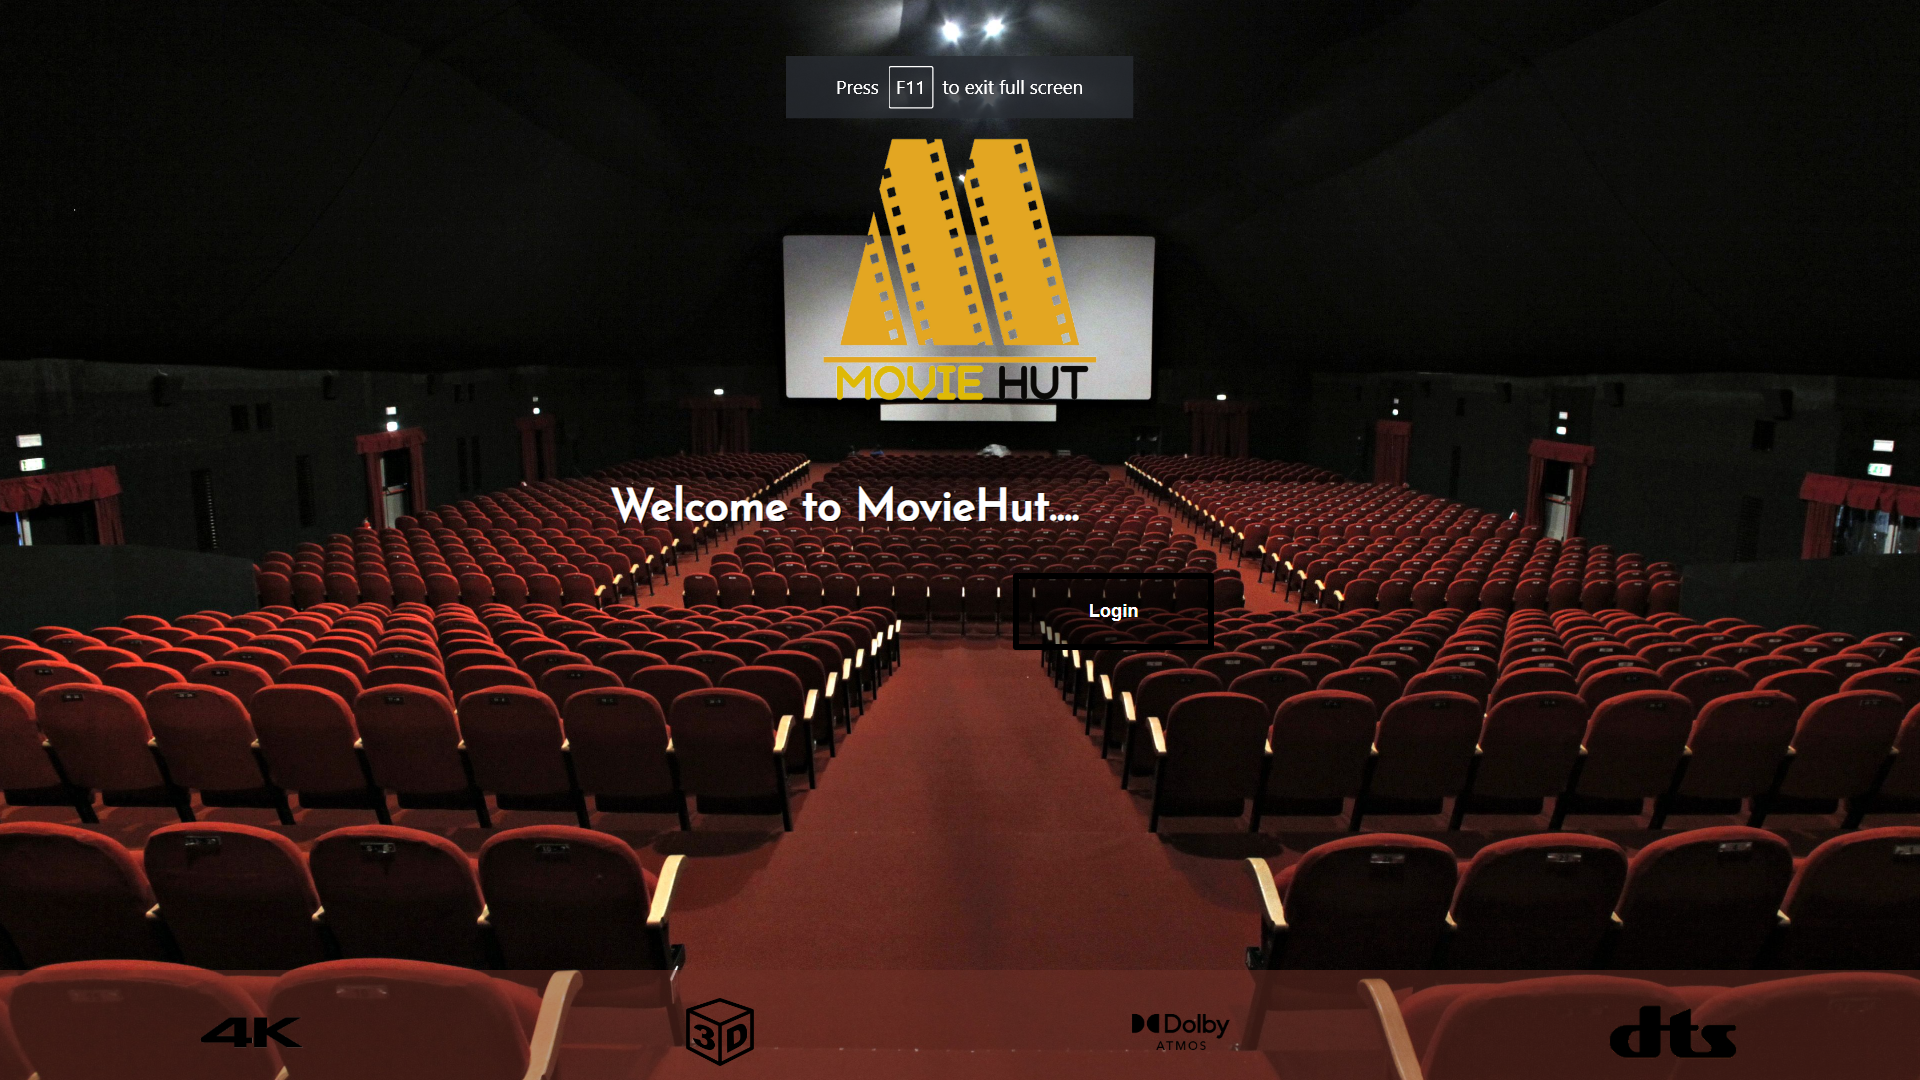 Press F11 to exit full screen
MOVIE HUT
Welcome to MovieHut....
Login
4K
3D
Dolby
ATMOS
dts